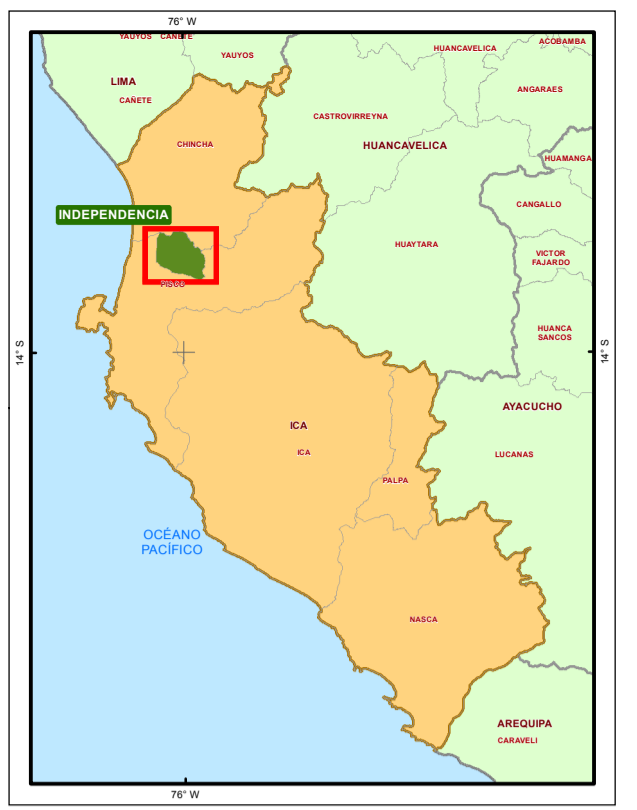 76° W
YAUYOS
CAÑETE
ACOBAMBA
YAUYOS
HUANCAVELICA
LIMA
ANGARAES
CAÑETE
CASTROVIRREYNA
CHINCHA
HUANCAVELICA
HUAMANGA
CANGALLO
INDEPENDENCIA
HUAYTARA
VICTOR
FAJARDO
PISCO
HUANCA
SANCOS
14° S
14° S
AYACUCHO
ICA
ICA
LUCANAS
PALPA
OCÉANO
PACÍFICO
NASCA
AREQUIPA
CARAVELI
76° W